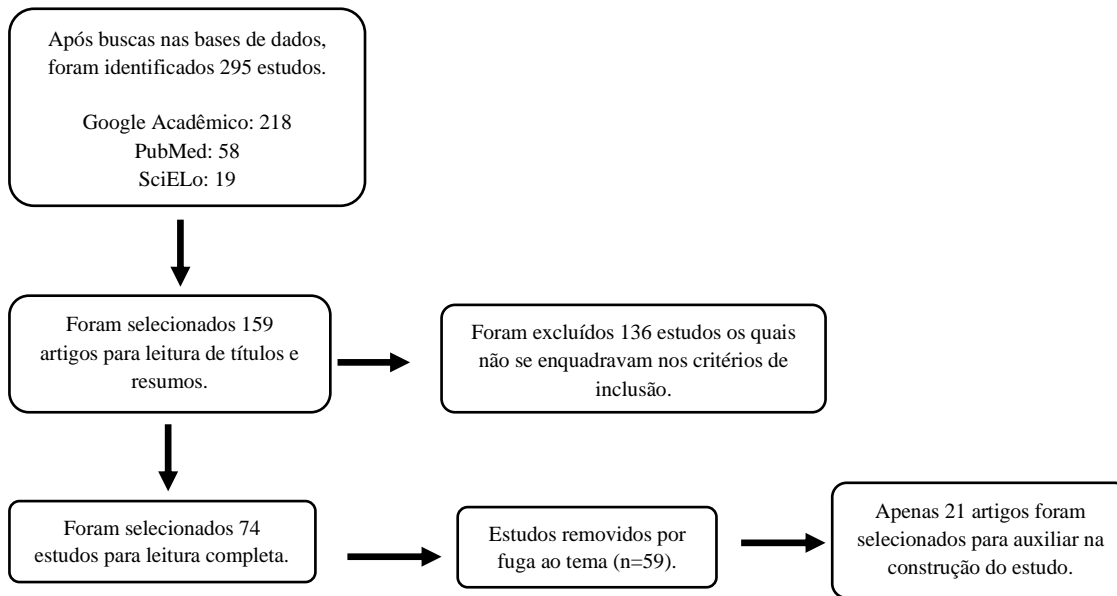 Após buscas nas bases de dados,
foram identificados 295 estudos.
Google Acadêmico: 218
PubMed: 58
SciELo: 19
Foram selecionados 159
artigos para leitura de títulos e
resumos.
Foram excluídos 136 estudos os quais
não se enquadravam nos critérios de
inclusão.
Foram selecionados 74
estudos para leitura completa.
Estudos removidos por
fuga ao tema (n=59).
Apenas 21 artigos foram
selecionados para auxiliar na
construção do estudo.